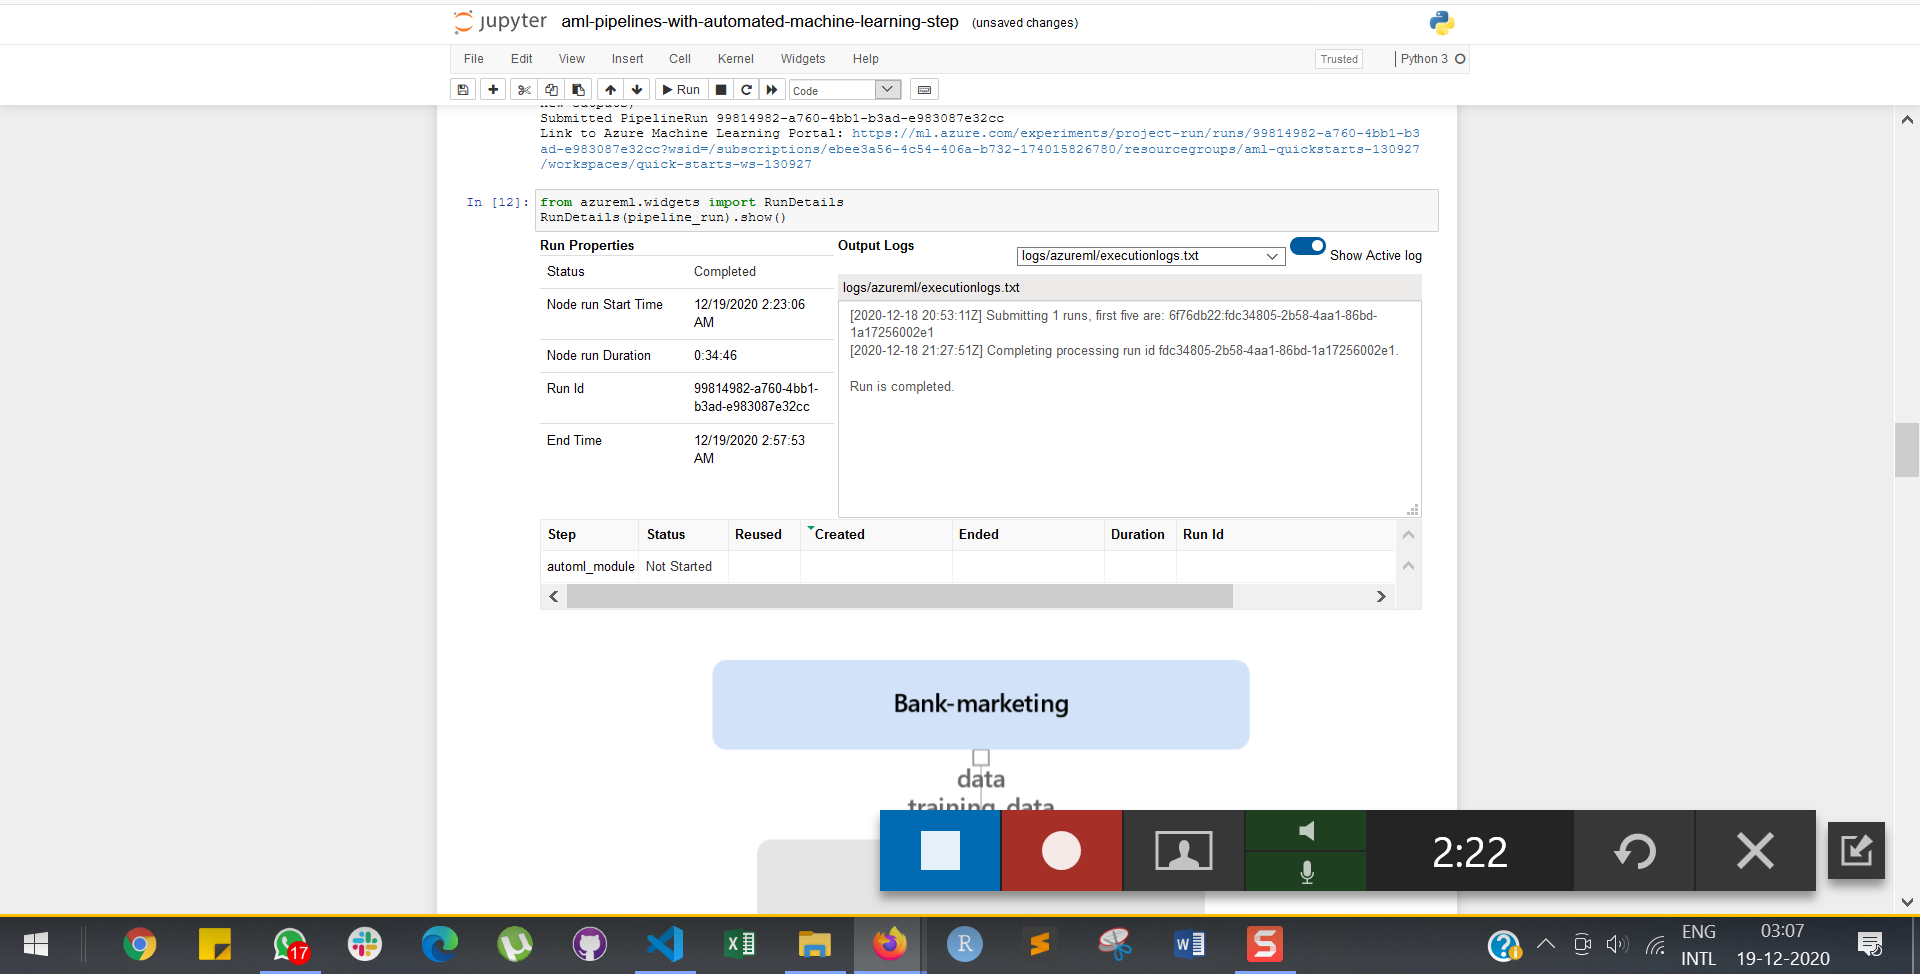 jupyter aml-pipelines-with-automated-machine-learning-step (unsaved changes)
File Edit View Insert Cell Kernel Widgets Help Trusted Python 3
Run Code
Submitted PipelineRun 99814982-a760-4bb1-b3ad-e983087e32cc
Link to Azure Machine Learning Portal: https://ml.azure.com/experiments/project-run/runs/99814982-a760-4bb1-b3
ad-e983087e32cc?wsid=/subscriptions/ebee3a56-4c54-406a-b732-174015826780/resourcegroups/aml-quickstarts-130927
/workspaces/quick-starts-ws-130927
In [12]: from azureml.widgets import RunDetails
RunDetails(pipeline_run).show()
Run Properties
Status Completed
Node run Start Time 12/19/2020 2:23:06
AM
Node run Duration 0:34:46
Run Id 99814982-a760-4bb1-
b3ad-e983087e32cc
End Time 12/19/2020 2:57:53
AM
Output Logs
logs/azureml/executionlogs.txt
Show Active log
logs/azureml/executionlogs.txt
[2020-12-18 20:53:11Z] Submitting 1 runs, first five are: 6f76db22:fdc34805-2b58-4aa1-86bd-
1a17256002e1
[2020-12-18 21:27:51Z] Completing processing run id fdc34805-2b58-4aa1-86bd-1a17256002e1.
Run is completed.
Step Status Reused Created Ended Duration Run Id
automl_module Not Started
Bank-marketing
data
training_data
2:22
17
R
S
ENG
INTL
03:07
19-12-2020